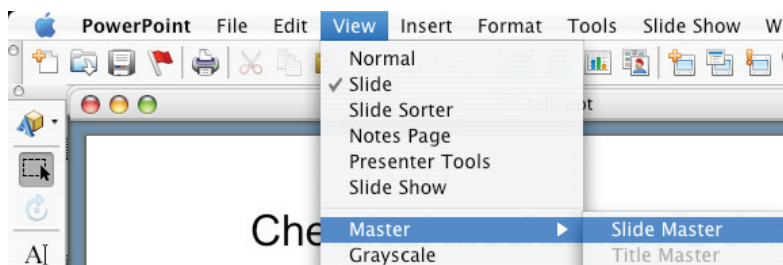 PowerPoint File Edit View Insert Format Tools Slide Show W
Normal
✓ Slide
Slide Sorter
Notes Page
Presenter Tools
Slide Show
Master Slide Master
Grayscale Title Master
Che
AI